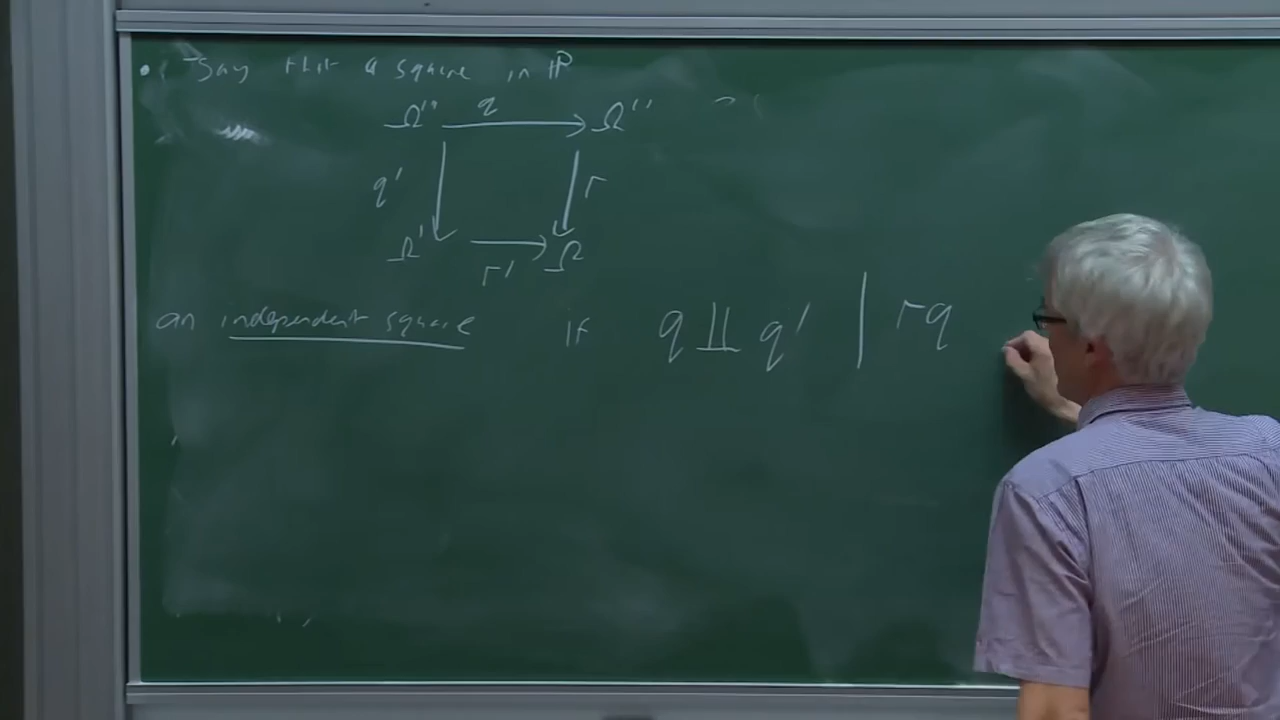 • Say that a square in ℙ
Ω''' q Ω''
q' r
Ω' r' Ω
an independent square if q ⫫ q' | rq